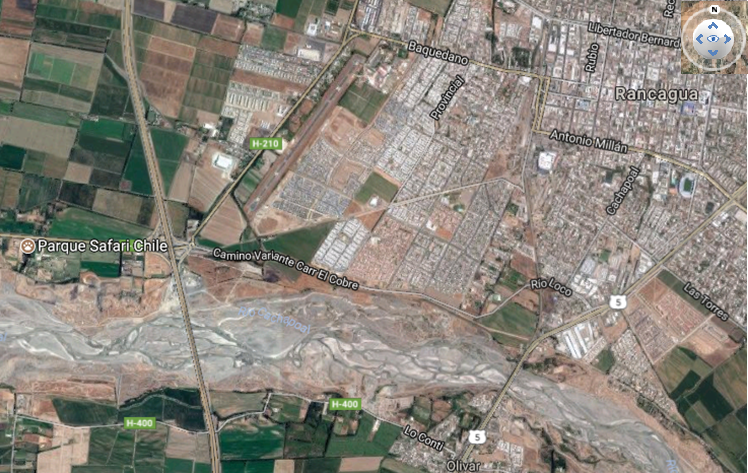 N
Rec
Libertador Bernard
Baquedano
Rubio
Provincial
Rancagua
Antonio Millán
H-210
Cachapoal
Parque Safari Chile
Camino Variante Carr El Cobre
Rio Loco
5
Las Torres
H-400
H-400
Lo Conti
5
Olivar